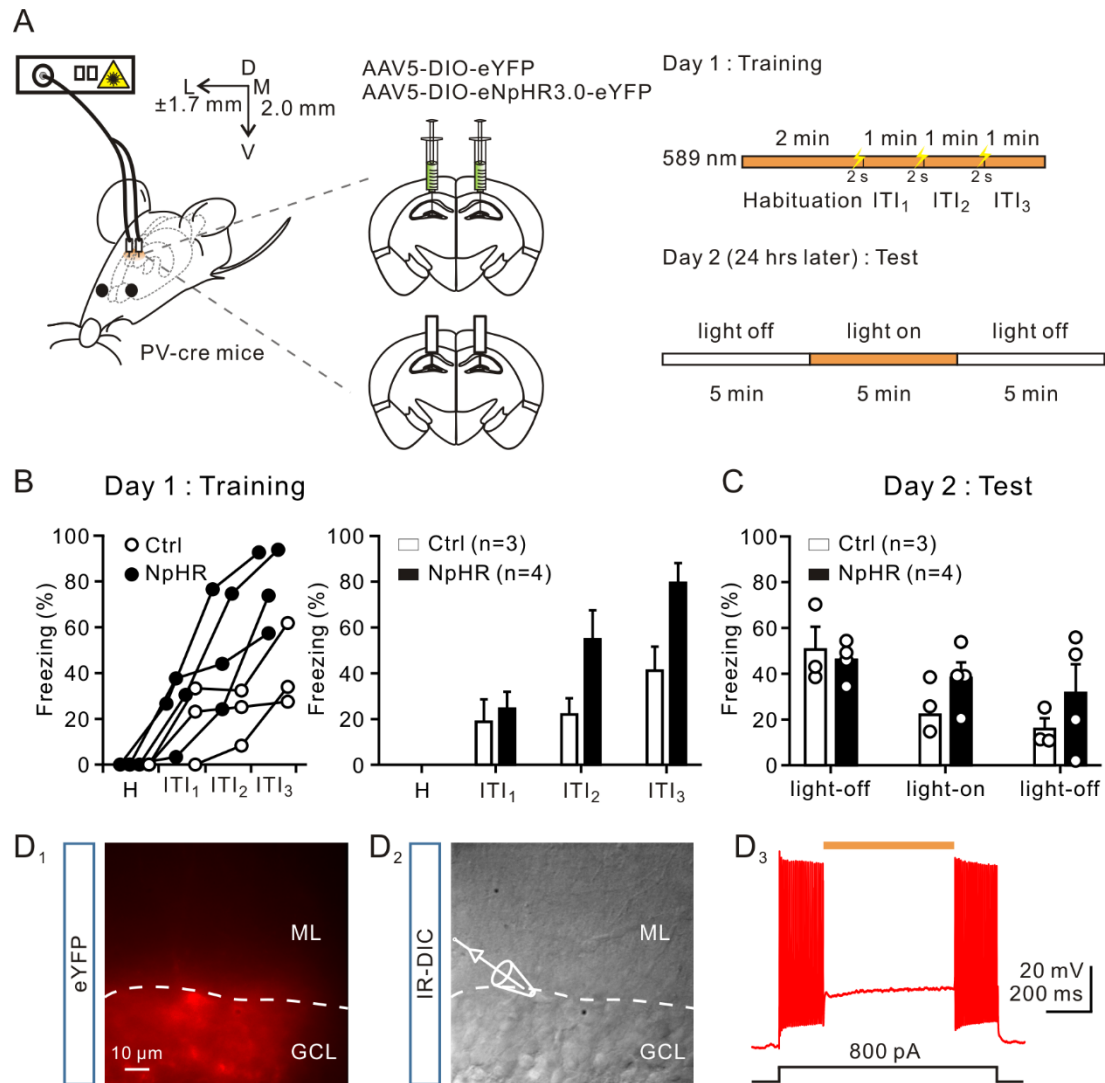 A
D
L
M
±1.7 mm
2.0 mm
V
PV-cre mice
AAV5-DIO-eYFP
AAV5-DIO-eNpHR3.0-eYFP
Day 1 : Training
2 min 1 min 1 min 1 min
589 nm
2 s 2 s 2 s
Habituation ITI1 ITI2 ITI3
Day 2 (24 hrs later) : Test
light off light on light off
5 min 5 min 5 min
B Day 1 : Training
Freezing (%)
100
80
60
40
20
0
Ctrl
NpHR
H ITI1 ITI2 ITI3
Freezing (%)
100
80
60
40
20
0
Ctrl (n=3)
NpHR (n=4)
H ITI1 ITI2 ITI3
C Day 2 : Test
Freezing (%)
100
80
60
40
20
0
Ctrl (n=3)
NpHR (n=4)
light-off light-on light-off
D1
eYFP
ML
GCL
10 µm
D2
IR-DIC
ML
GCL
D3
20 mV
200 ms
800 pA